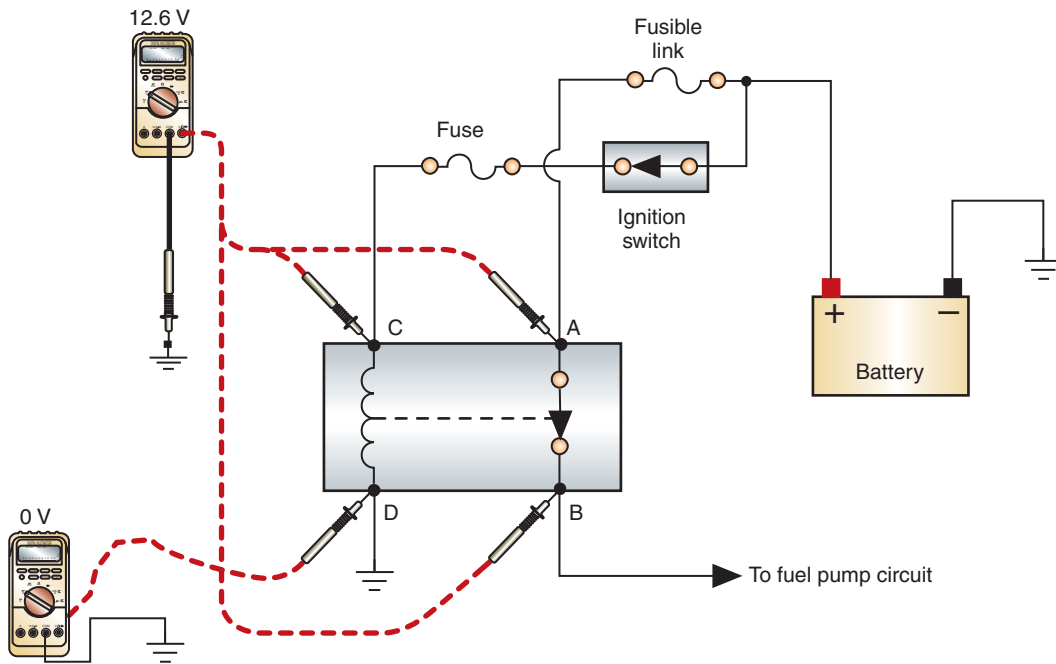 12.6 V
Fusible
link
Fuse
Ignition
switch
C
A
+
−
Battery
D
B
0 V
To fuel pump circuit